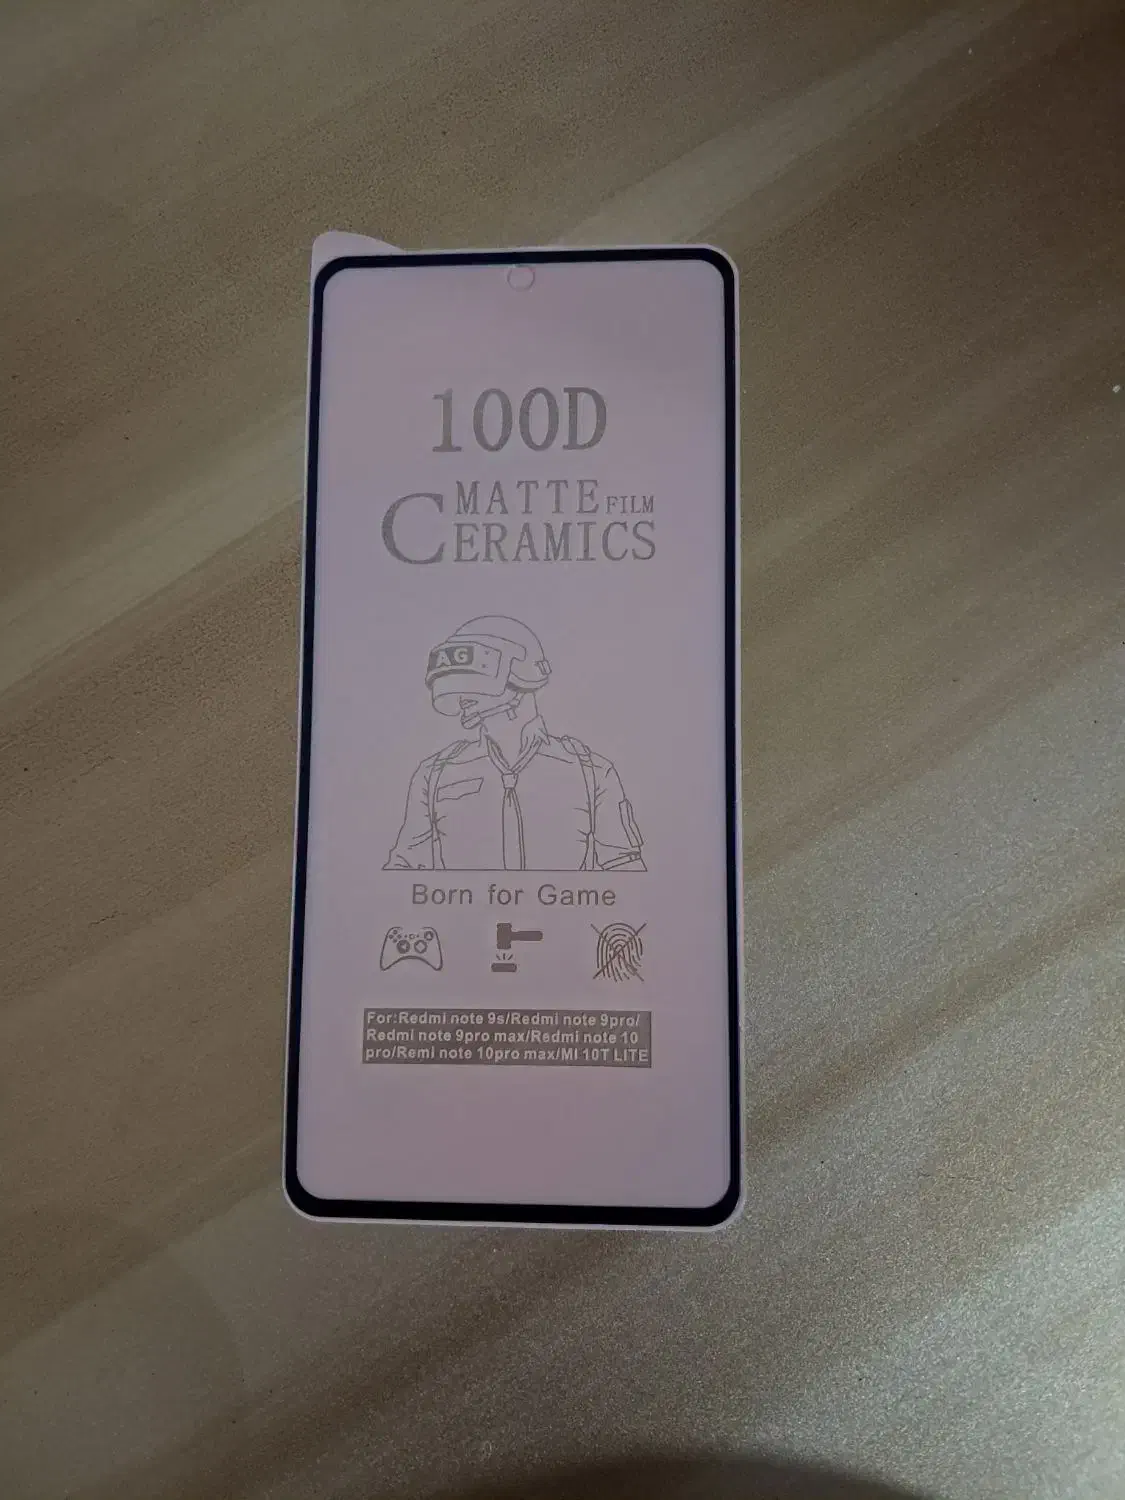 100D
MATTE FILM
CERAMICS
AG
Born for Game
For:Redmi note 9s/Redmi note 9pro/
Redmi note 9pro max/Redmi note 10
pro/Remi note 10pro max/MI 10T LITE